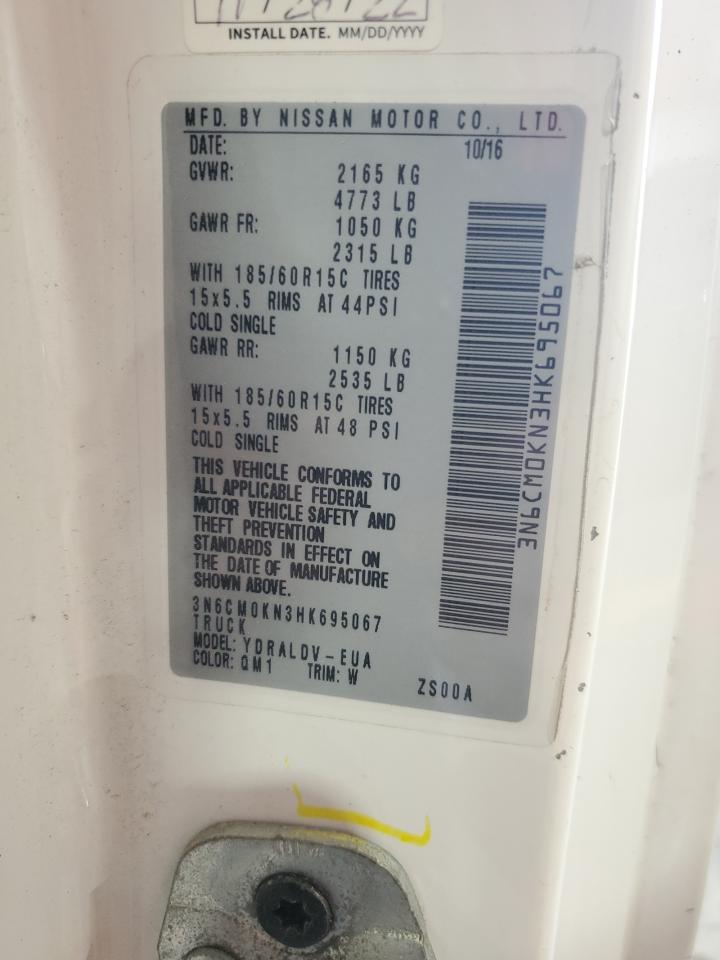 INSTALL DATE. MM/DD/YYYY
MFD. BY NISSAN MOTOR CO., LTD.
DATE: 10/16
GVWR: 2165 KG
4773 LB
GAWR FR: 1050 KG
2315 LB
WITH 185/60R15C TIRES
15x5.5 RIMS AT 44PSI
COLD SINGLE
GAWR RR: 1150 KG
2535 LB
WITH 185/60R15C TIRES
15x5.5 RIMS AT 48 PSI
COLD SINGLE
THIS VEHICLE CONFORMS TO
ALL APPLICABLE FEDERAL
MOTOR VEHICLE SAFETY AND
THEFT PREVENTION
STANDARDS IN EFFECT ON
THE DATE OF MANUFACTURE
SHOWN ABOVE.
3N6CM0KN3HK695067
TRUCK
MODEL: YDRALDV-EUA
COLOR: QM1 TRIM: W ZS00A
3N6CM0KN3HK695067